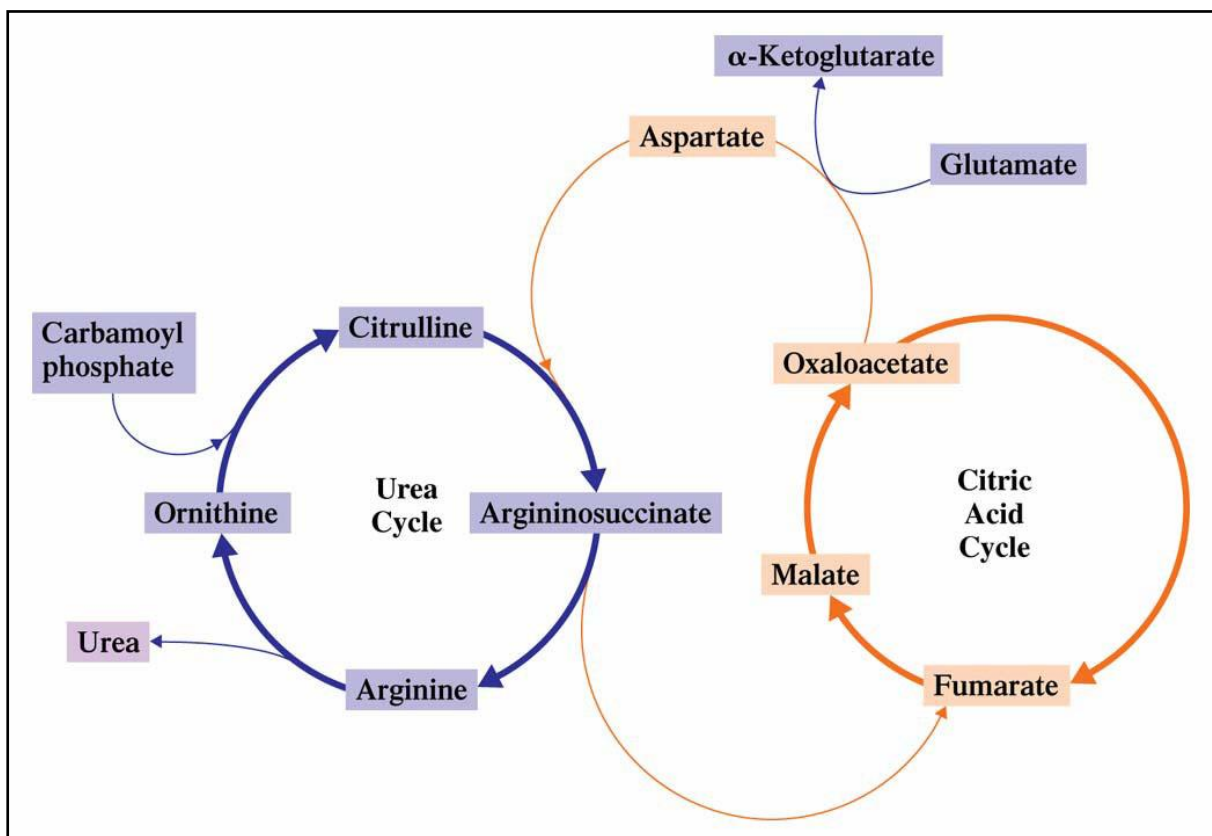 α-Ketoglutarate
Aspartate
Glutamate
Carbamoyl
phosphate
Citrulline
Oxaloacetate
Urea
Cycle
Citric
Acid
Cycle
Ornithine
Argininosuccinate
Malate
Urea
Arginine
Fumarate